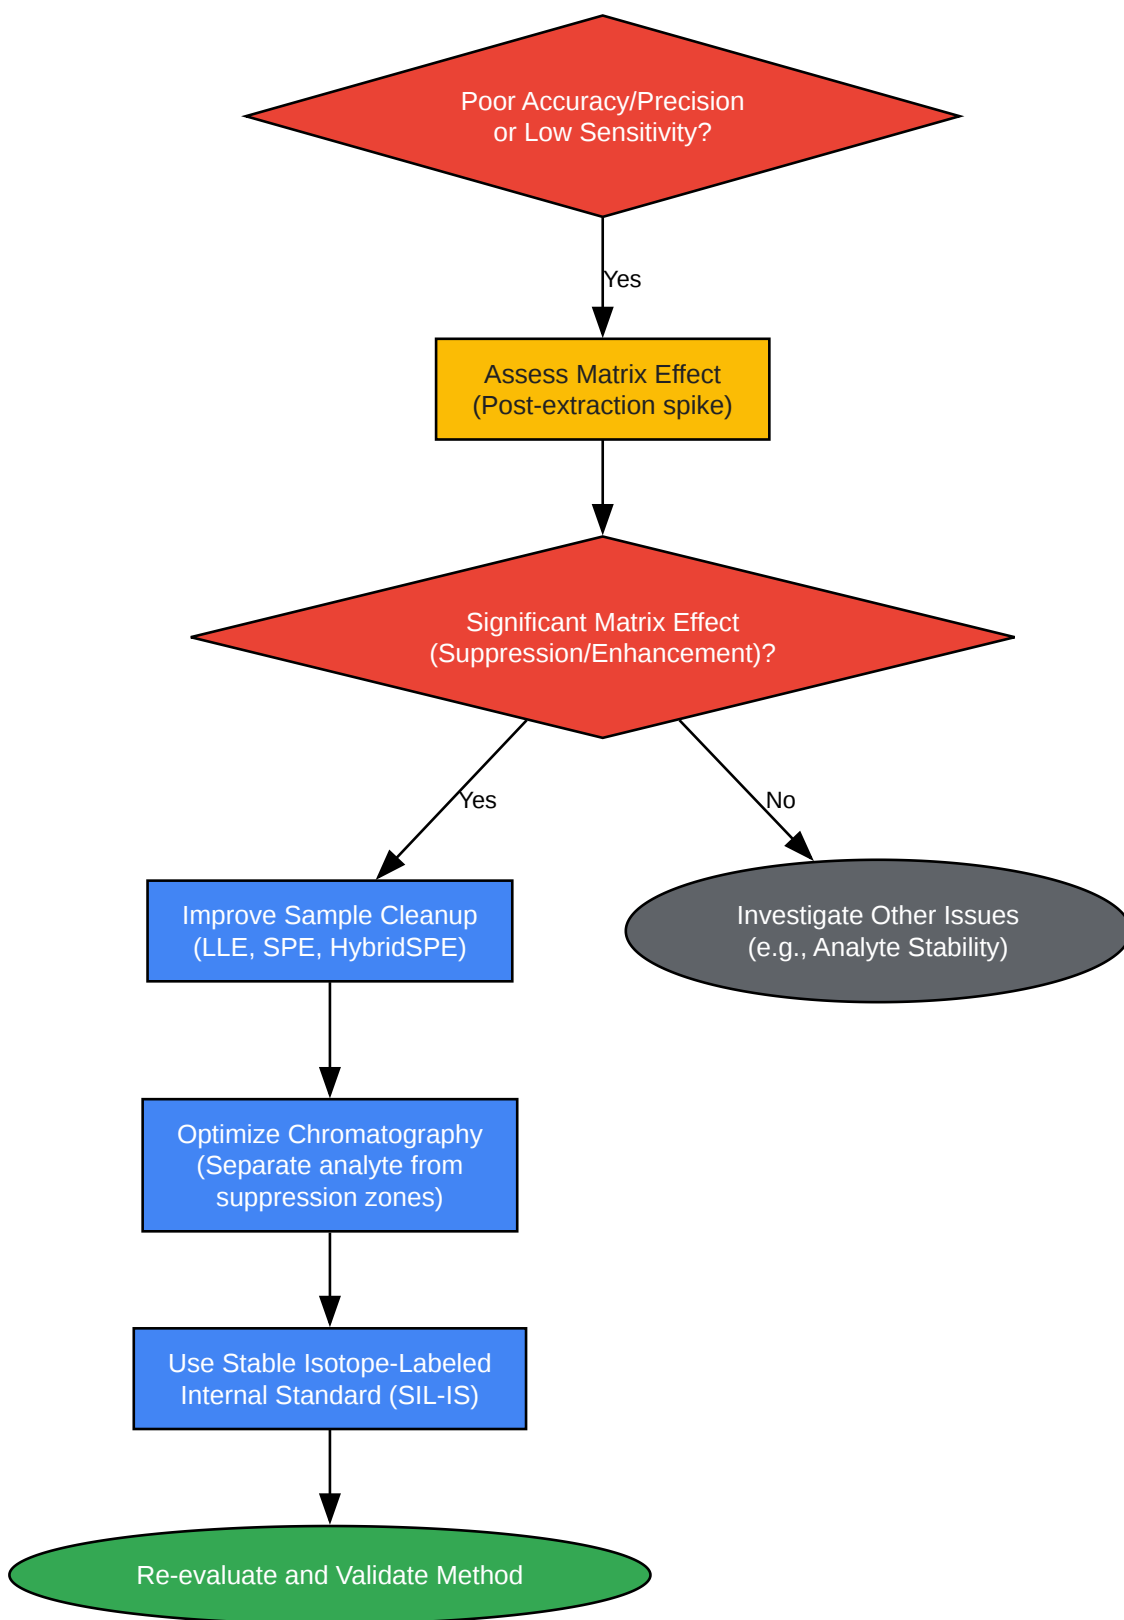 Poor Accuracy/Precision
or Low Sensitivity?
Yes
Assess Matrix Effect
(Post-extraction spike)
Significant Matrix Effect
(Suppression/Enhancement)?
Yes
No
Improve Sample Cleanup
(LLE, SPE, HybridSPE)
Investigate Other Issues
(e.g., Analyte Stability)
Optimize Chromatography
(Separate analyte from
suppression zones)
Use Stable Isotope-Labeled
Internal Standard (SIL-IS)
Re-evaluate and Validate Method